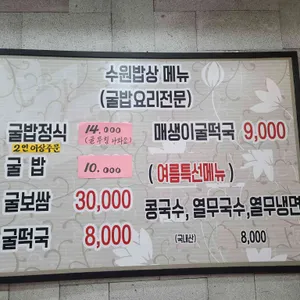 수원밥상 메뉴
(굴밥요리전문)
굴밥정식 14.000
2인 이상주문
굴 밥 10.000
굴보쌈 30,000
굴떡국 8,000
매생이굴떡국 9,000
(여름특선메뉴)
콩국수, 열무국수, 열무냉면
(국내산) 8,000